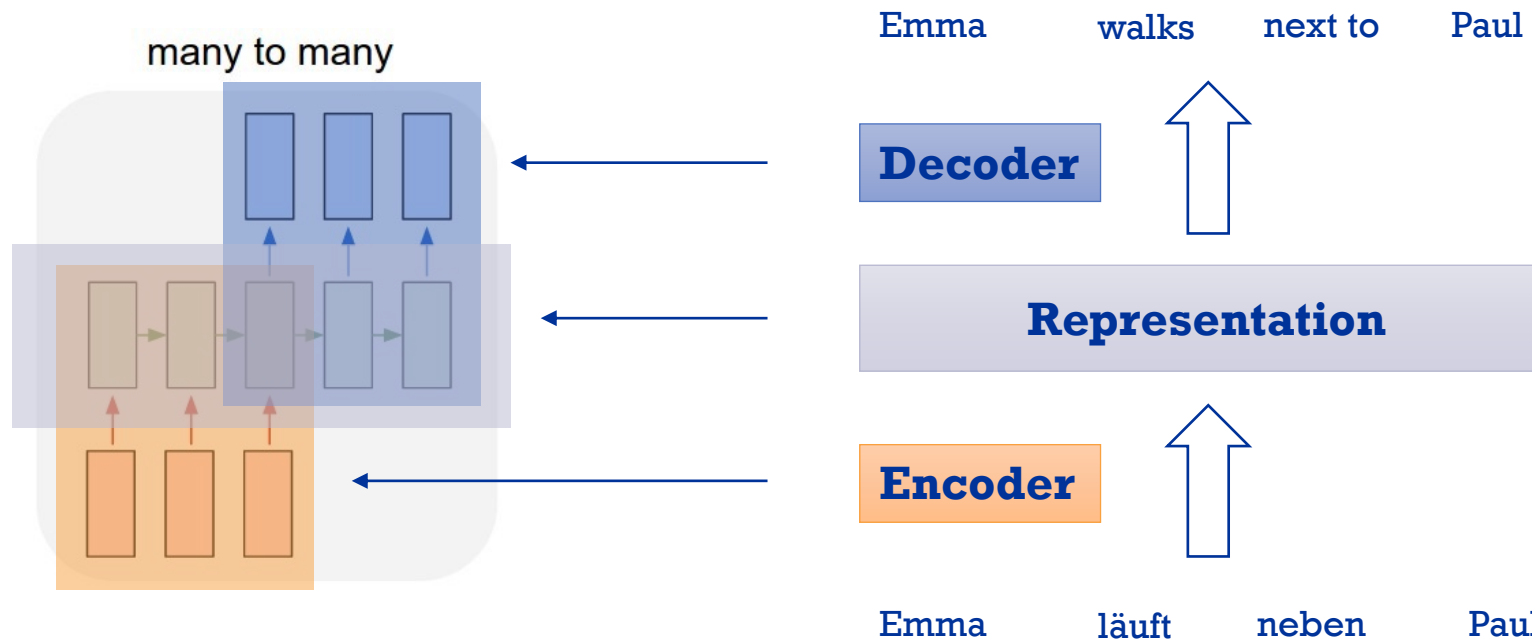 many to many
Emma walks next to Paul
Decoder
Representation
Encoder
Emma läuft neben Paul